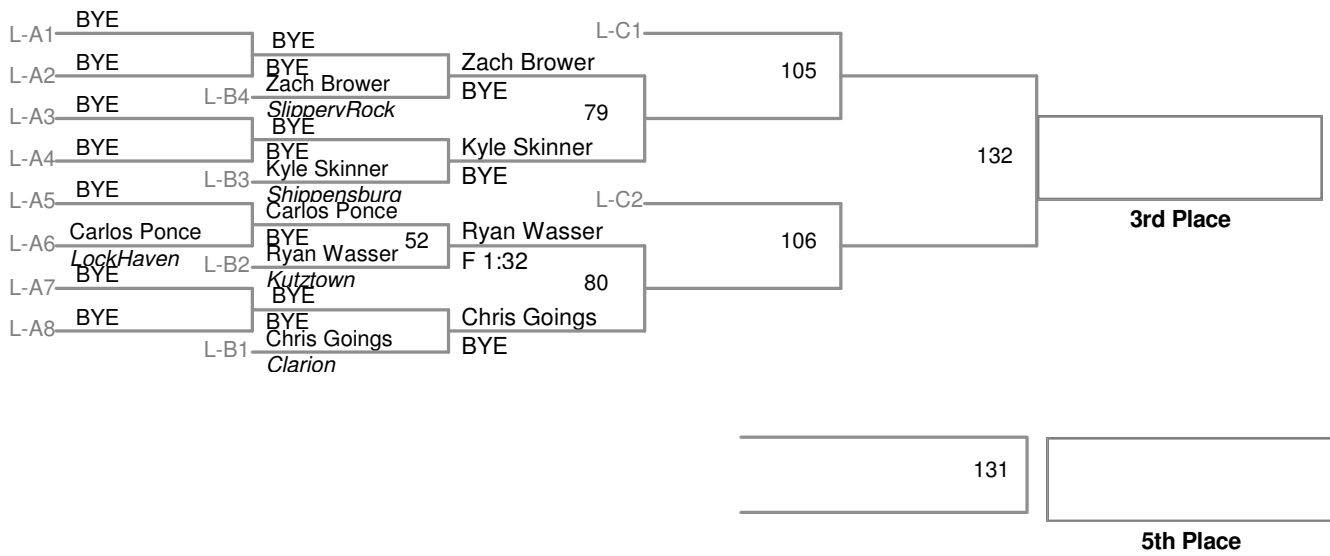 L-A1
BYE
L-A2
BYE
BYE
BYE
L-B4
Zach Brower
SlipperyRock
Zach Brower
BYE
L-A3
BYE
L-A4
BYE
BYE
BYE
L-B3
Kyle Skinner
Shippensburg
Kyle Skinner
BYE
79
L-C1
105
L-A5
BYE
L-A6
Carlos Ponce
LockHaven
Carlos Ponce
BYE
52
L-B2
Ryan Wasser
Kutztown
Ryan Wasser
F 1:32
L-A7
BYE
L-A8
BYE
BYE
BYE
L-B1
Chris Goings
Clarion
Chris Goings
BYE
80
L-C2
106
132
3rd Place
131
5th Place